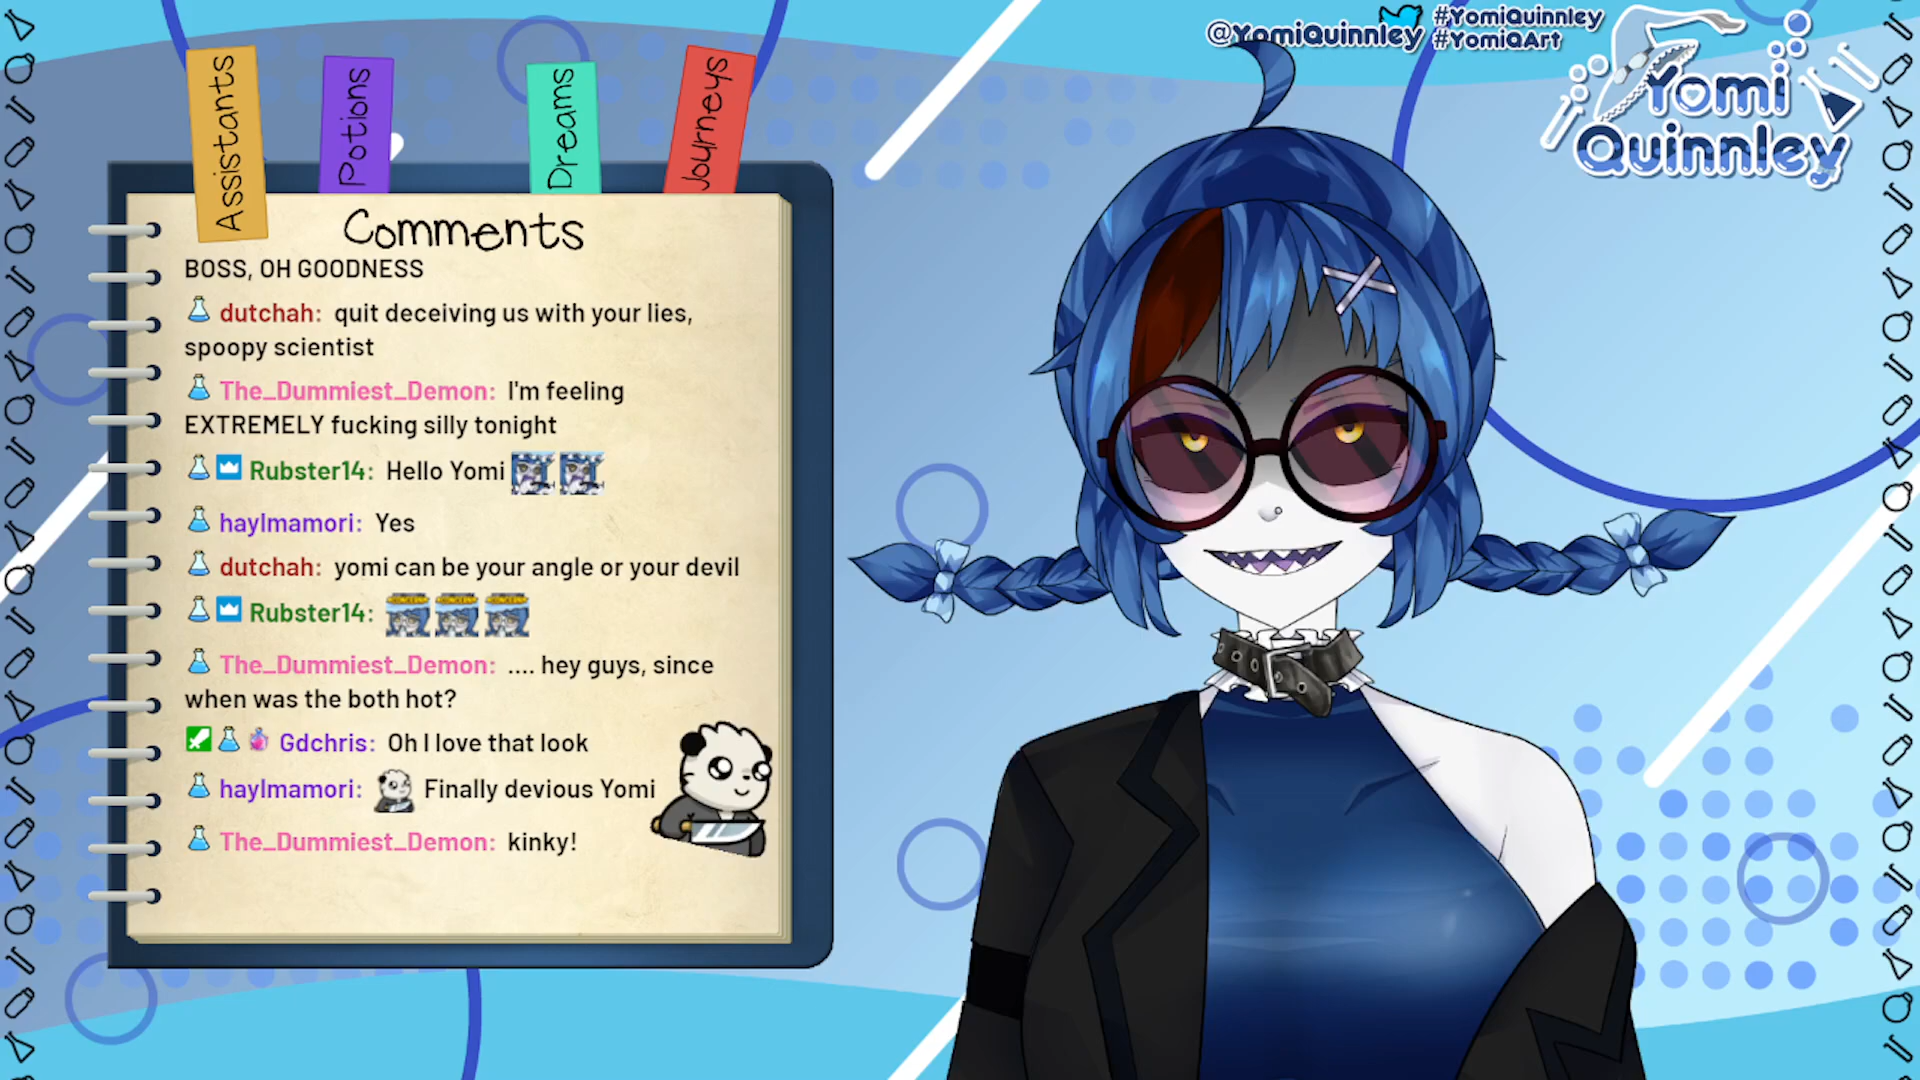 @YomiQuinnley
#YomiQuinnley
#YomiQArt
Yomi
Quinnley
Assistants
Potions
Dreams
Journeys
Comments
BOSS, OH GOODNESS
dutchah: quit deceiving us with your lies,
spoopy scientist
The_Dummiest_Demon: I'm feeling
EXTREMELY fucking silly tonight
Rubster14: Hello Yomi
haylmamori: Yes
dutchah: yomi can be your angle or your devil
Rubster14:
The_Dummiest_Demon: .... hey guys, since
when was the both hot?
Gdchris: Oh I love that look
haylmamori: Finally devious Yomi
The_Dummiest_Demon: kinky!